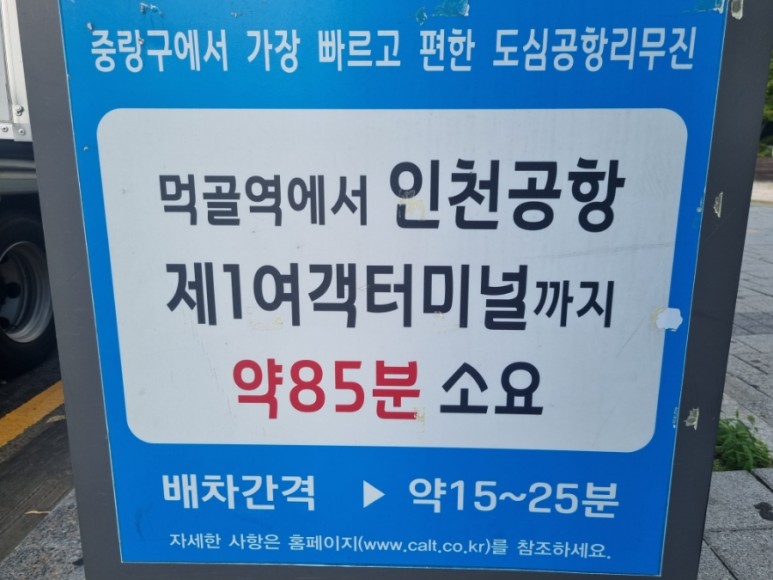 중랑구에서 가장 빠르고 편한 도심공항리무진
먹골역에서 인천공항
제1여객터미널까지
약85분 소요
배차간격 ▶ 약15~25분
자세한 사항은 홈페이지(www.calt.co.kr)를 참조하세요.